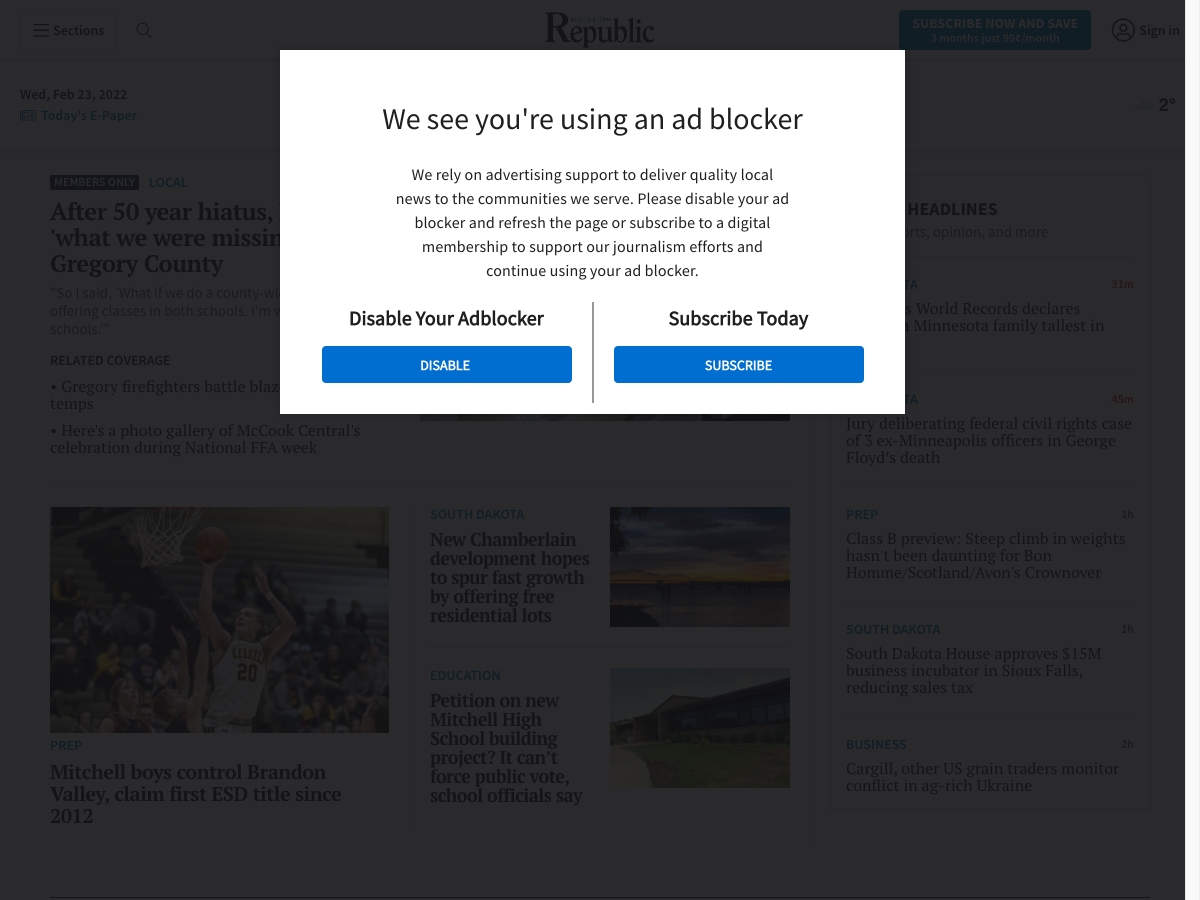 Sections
MITCHELL
Republic
SUBSCRIBE NOW AND SAVE
3 months just 99¢/month
Sign in
Wed, Feb 23, 2022
Today's E-Paper
2°
We see you're using an ad blocker
We rely on advertising support to deliver quality local
news to the communities we serve. Please disable your ad
blocker and refresh the page or subscribe to a digital
membership to support our journalism efforts and
continue using your ad blocker.
Disable Your Adblocker
DISABLE
Subscribe Today
SUBSCRIBE
MEMBERS ONLY LOCAL
After 50 year hiatus,
'what we were missin
Gregory County
"So I said, 'What if we do a county-wi
offering classes in both schools. I'm
schools.'"
RELATED COVERAGE
• Gregory firefighters battle blaz
temps
• Here's a photo gallery of McCook Central's
celebration during National FFA week
20
PREP
Mitchell boys control Brandon
Valley, claim first ESD title since
2012
SOUTH DAKOTA
New Chamberlain
development hopes
to spur fast growth
by offering free
residential lots
EDUCATION
Petition on new
Mitchell High
School building
project? It can't
force public vote,
school officials say
HEADLINES
rts, opinion, and more
TA 31m
s World Records declares
Minnesota family tallest in
TA 45m
Jury deliberating federal civil rights case
of 3 ex-Minneapolis officers in George
Floyd's death
PREP 1h
Class B preview: Steep climb in weights
hasn't been daunting for Bon
Homme/Scotland/Avon's Crownover
SOUTH DAKOTA 1h
South Dakota House approves $15M
business incubator in Sioux Falls,
reducing sales tax
BUSINESS 2h
Cargill, other US grain traders monitor
conflict in ag-rich Ukraine